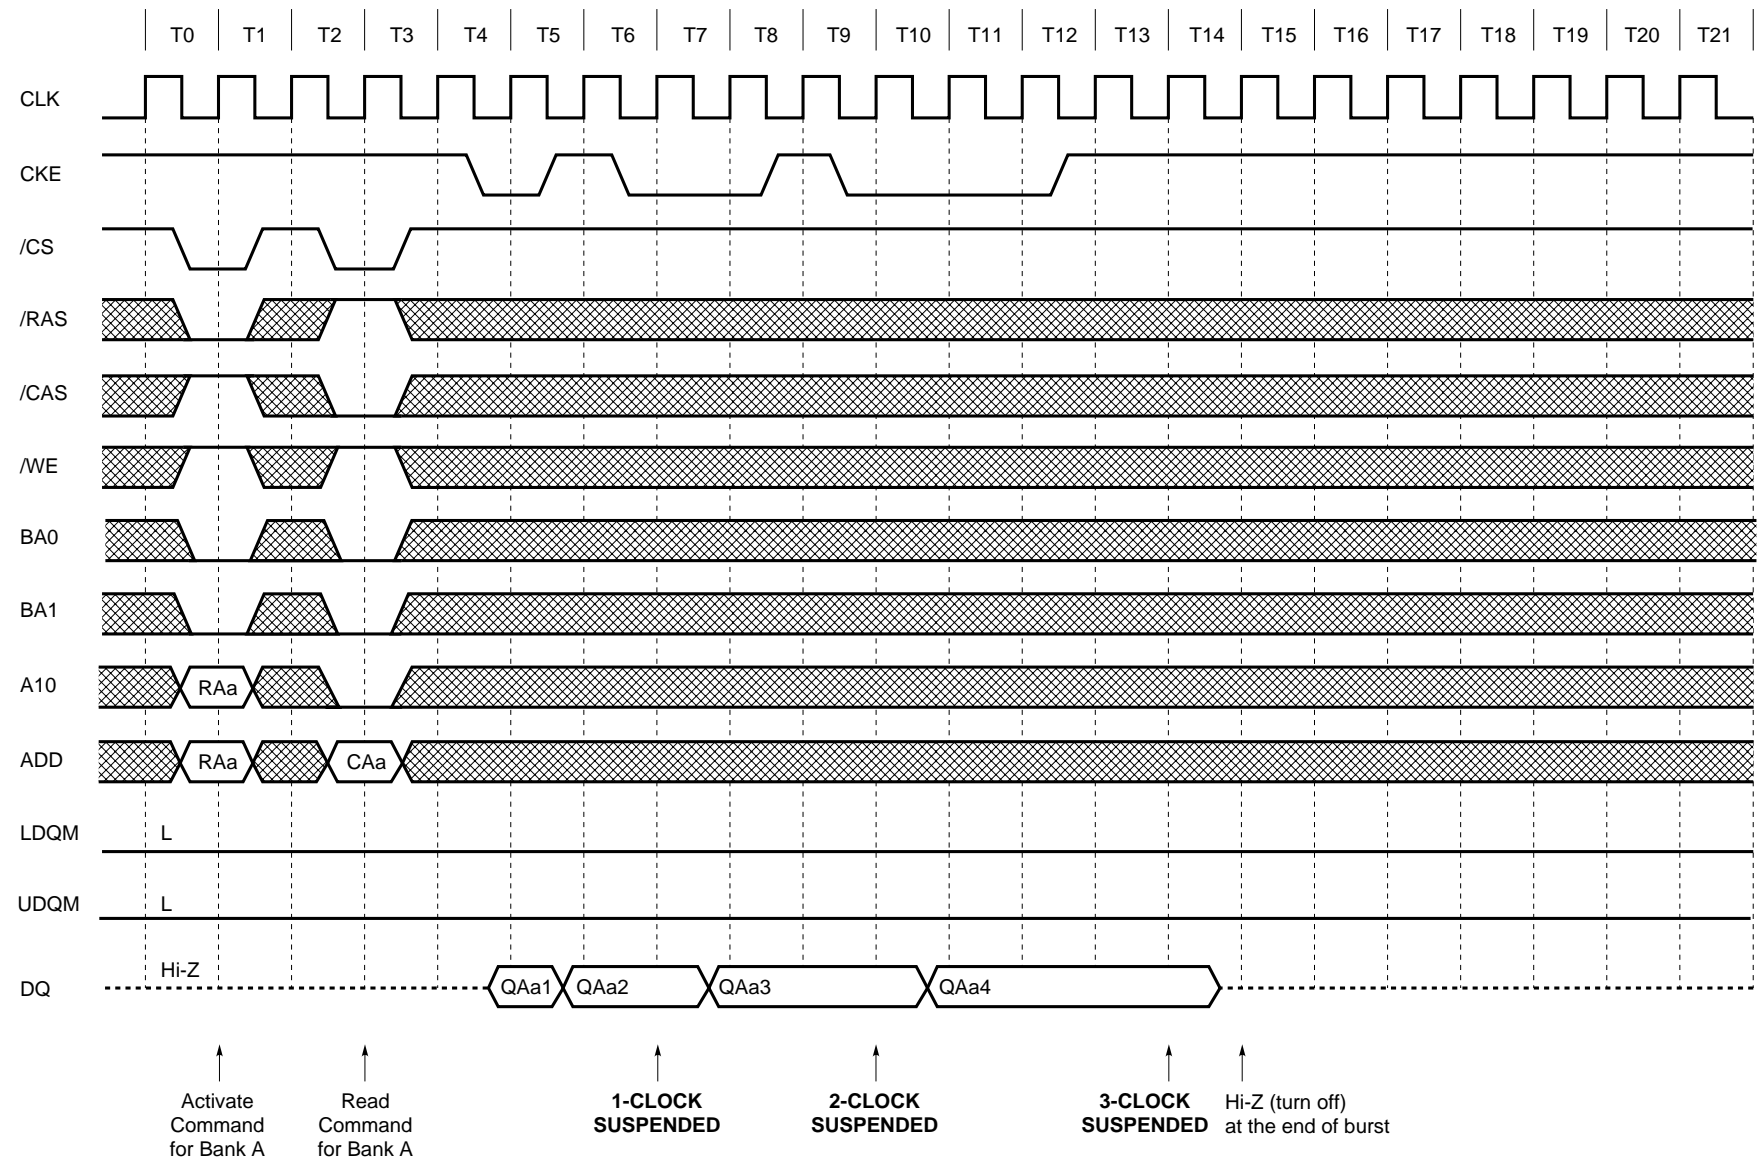 T0 T1 T2 T3 T4 T5 T6 T7 T8 T9 T10 T11 T12 T13 T14 T15 T16 T17 T18 T19 T20 T21
CLK
CKE
/CS
/RAS
/CAS
/WE
BA0
BA1
A10 RAa
ADD RAa CAa
LDQM L
UDQM L
Hi-Z
DQ QAa1 QAa2 QAa3 QAa4
Activate
Command
for Bank A
Read
Command
for Bank A
1-CLOCK
SUSPENDED
2-CLOCK
SUSPENDED
3-CLOCK
SUSPENDED
Hi-Z (turn off)
at the end of burst